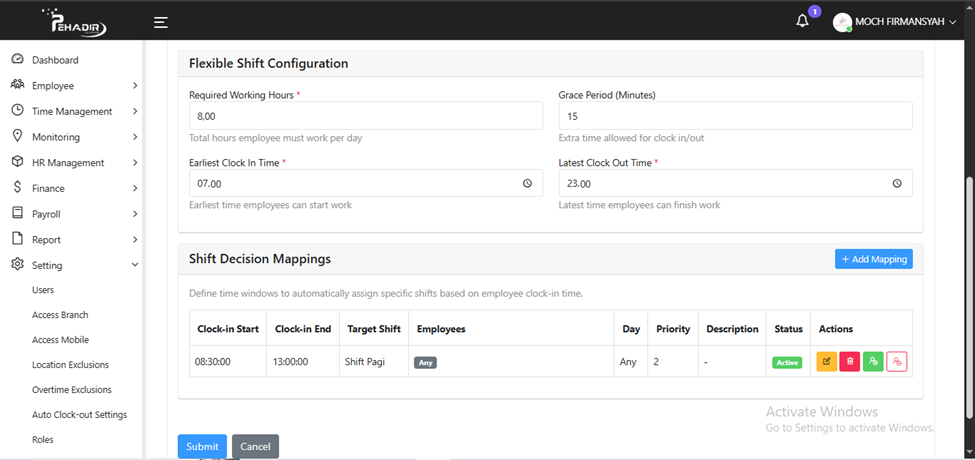 PEHADIR
1
MOCH FIRMANSYAH
Dashboard
Employee
Time Management
Monitoring
HR Management
Finance
Payroll
Report
Setting
Users
Access Branch
Access Mobile
Location Exclusions
Overtime Exclusions
Auto Clock-out Settings
Roles
Flexible Shift Configuration
Required Working Hours *
Grace Period (Minutes)
8,00
15
Total hours employee must work per day
Extra time allowed for clock in/out
Earliest Clock In Time *
Latest Clock Out Time *
07.00
23.00
Earliest time employees can start work
Latest time employees can finish work
Shift Decision Mappings
+ Add Mapping
Define time windows to automatically assign specific shifts based on employee clock-in time.
Clock-in Start Clock-in End Target Shift Employees Day Priority Description Status Actions
08:30:00 13:00:00 Shift Pagi Any Any 2 - Active
Activate Windows
Go to Settings to activate Windows.
Submit Cancel